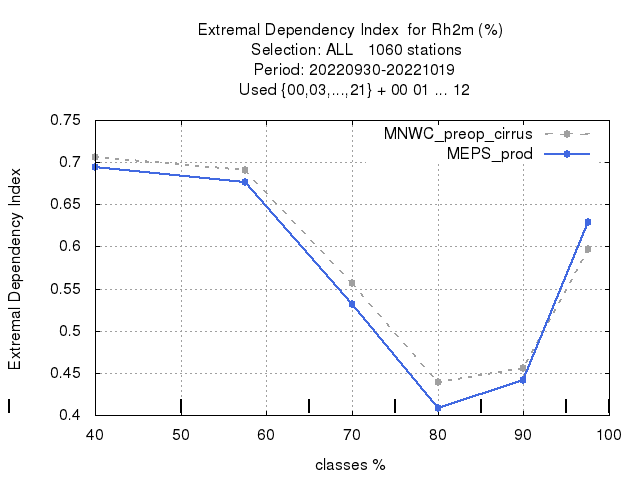 Extremal Dependency Index  for Rh2m (%)
Selection: ALL   1060 stations
Period: 20220930-20221019
Used {00,03,...,21} + 00 01 ... 12
MNWC_preop_cirrus
MEPS_prod
Extremal Dependency Index
0.75
0.7
0.65
0.6
0.55
0.5
0.45
0.4
40 50 60 70 80 90 100
classes %